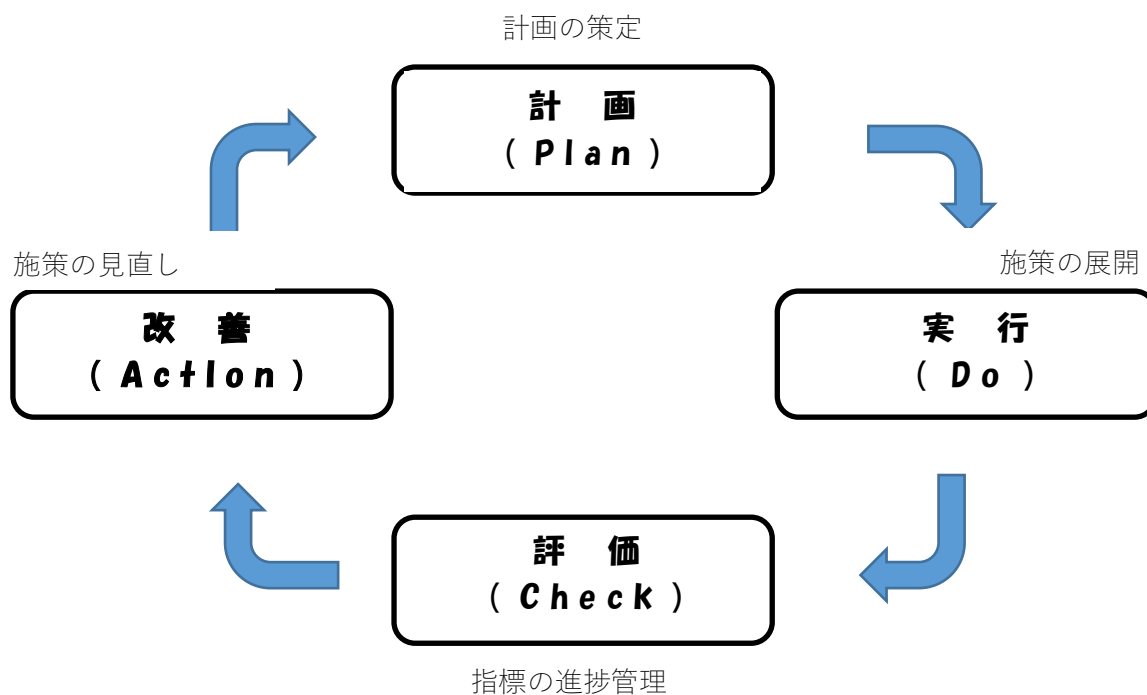 計画の策定
計 画
( Plan )
施策の見直し
施策の展開
改 善
( Action )
実 行
( Do )
評 価
( Check )
指標の進捗管理